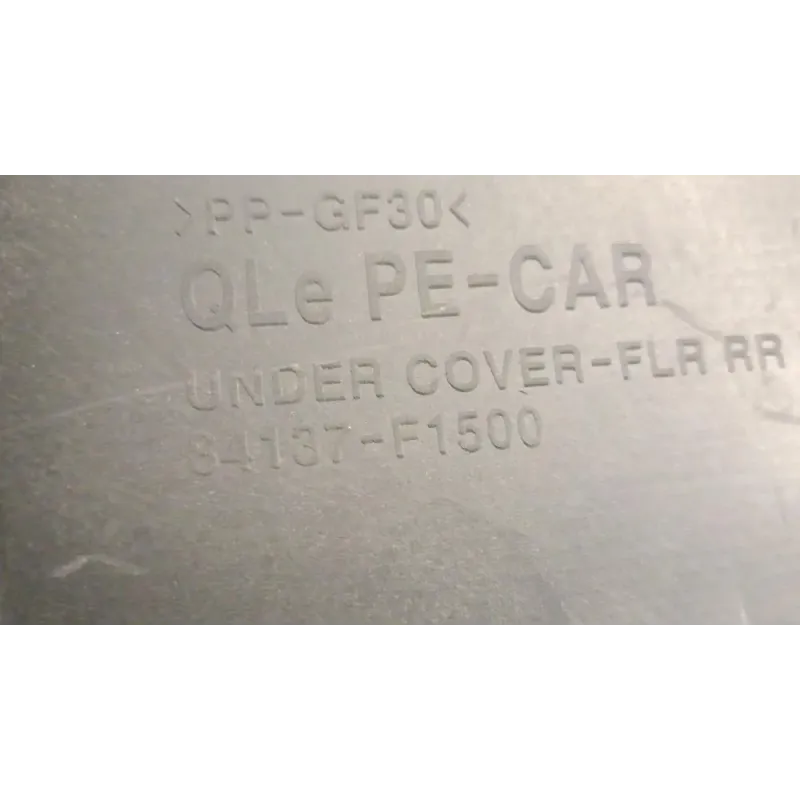 >PP-GF30<
QLe PE-CAR
UNDER COVER-FLR RR
84137-F1500